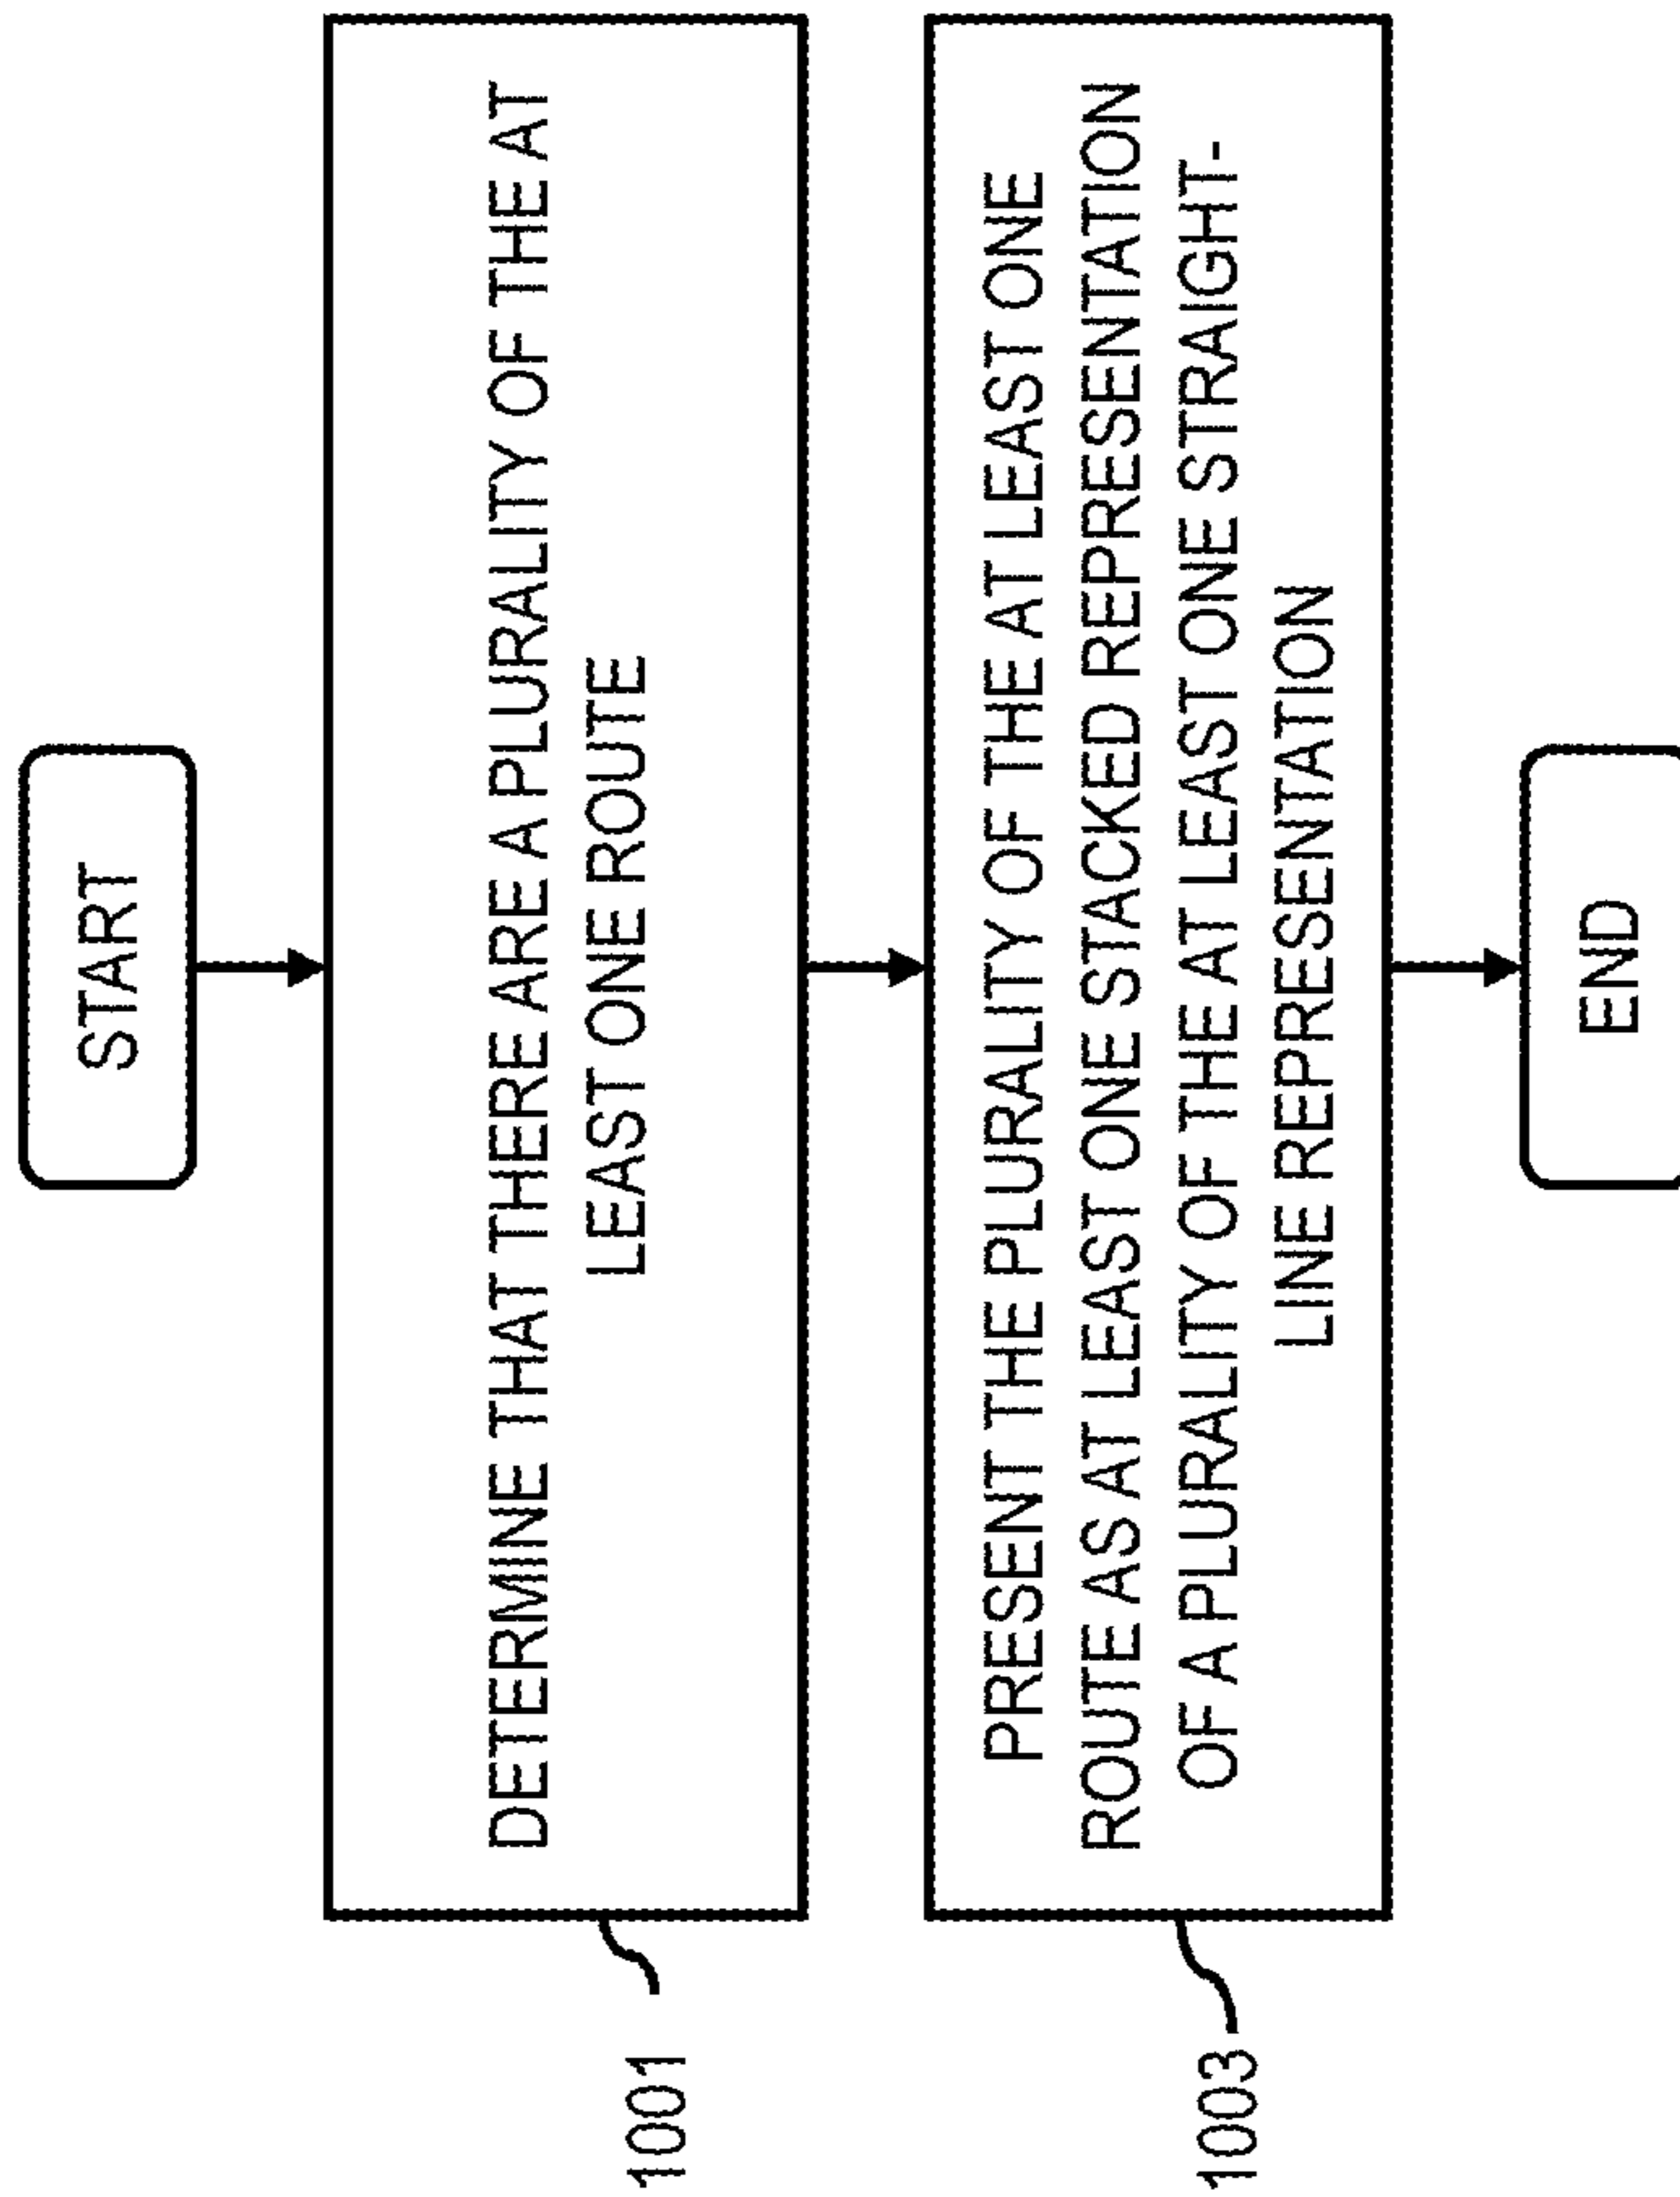 START
DETERMINE THAT THERE ARE A PLURALITY OF THE AT
LEAST ONE ROUTE
1001
PRESENT THE PLURALITY OF THE AT LEAST ONE
ROUTE AS AT LEAST ONE STACKED REPRESENTATION
OF A PLURALITY OF THE AT LEAST ONE STRAIGHT-
LINE REPRESENTATION
1003
END